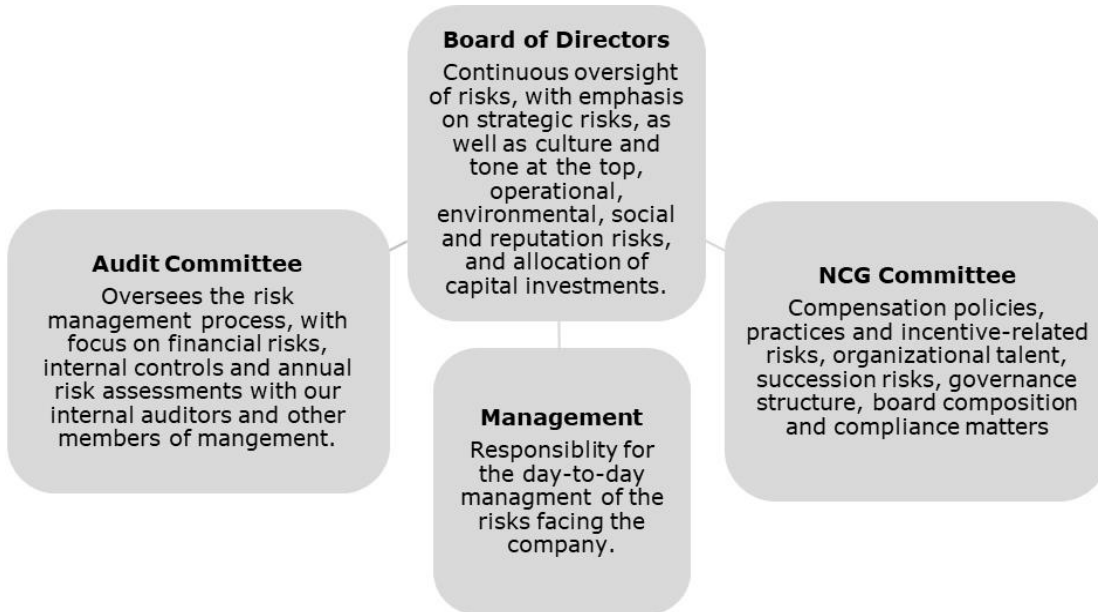 Board of Directors
Continuous oversight
of risks, with emphasis
on strategic risks, as
well as culture and
tone at the top,
operational,
environmental, social
and reputation risks,
and allocation of
capital investments.
Audit Committee
Oversees the risk
management process, with
focus on financial risks,
internal controls and annual
risk assessments with our
internal auditors and other
members of mangement.
Management
Responsiblity for
the day-to-day
managment of the
risks facing the
company.
NCG Committee
Compensation policies,
practices and incentive-related
risks, organizational talent,
succession risks, governance
structure, board composition
and compliance matters